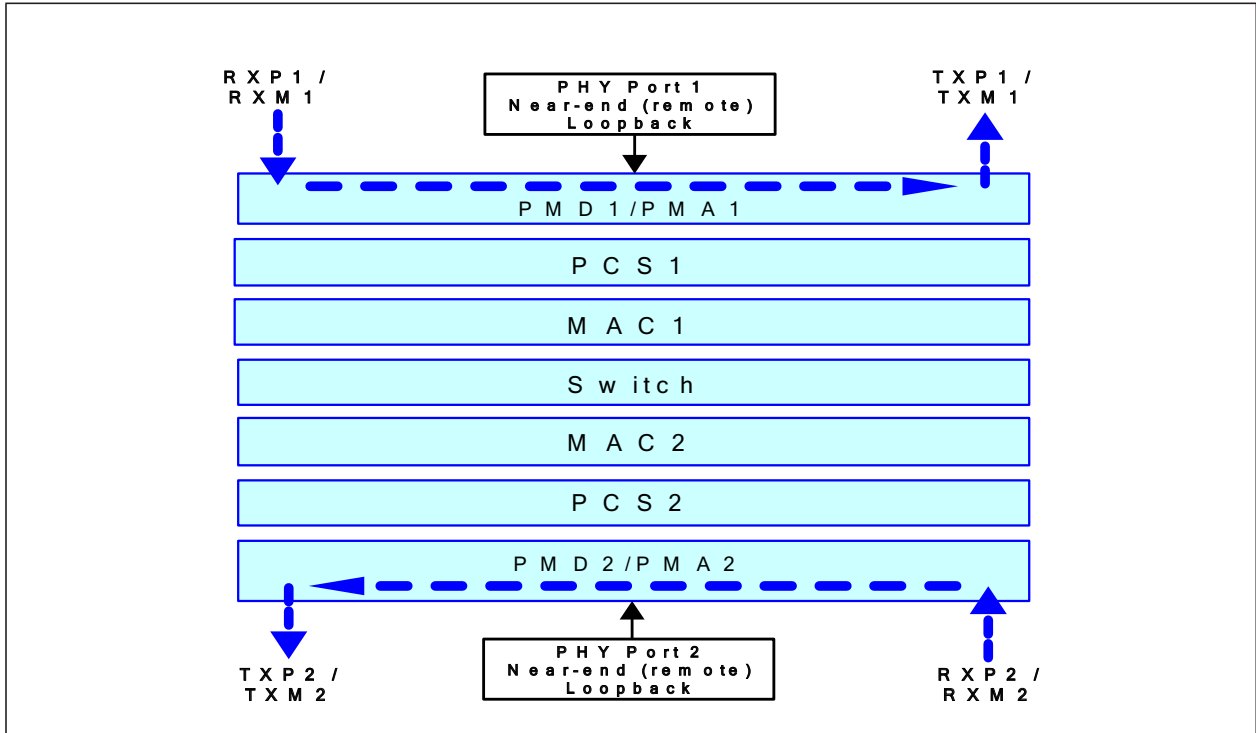 RXP1 /
RXM1
PHY Port1
Near-end (remote)
Loopback
TXP1/
TXM1
PMD1/PMA1
PCS1
MAC1
Switch
MAC2
PCS2
PMD2/PMA2
TXP2 /
TXM2
PHY Port2
Near-end (remote)
Loopback
RXP2 /
RXM2